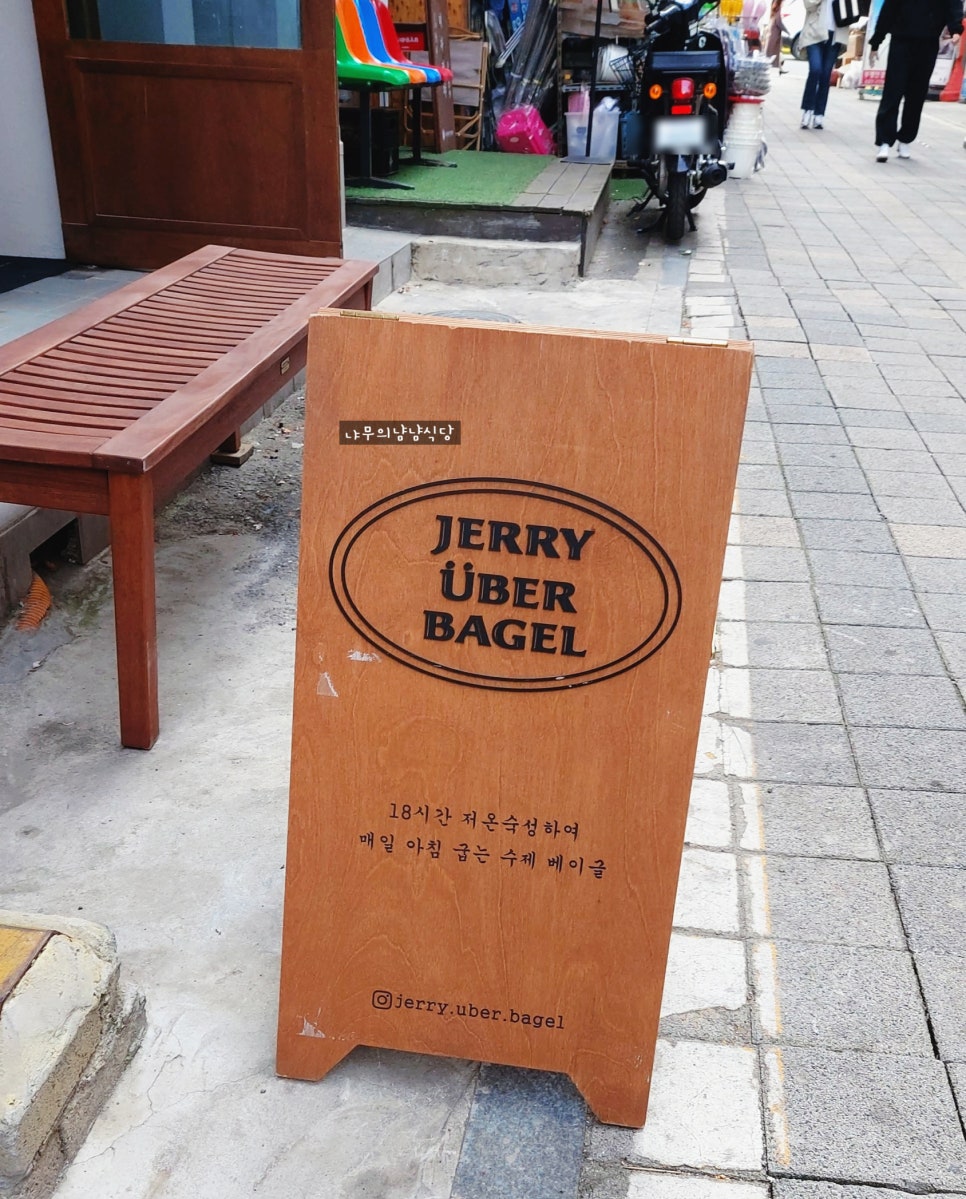 냐무의냠냠식당
JERRY
ÜBER
BAGEL
18시간 저온숙성하여
매일 아침 굽는 수제 베이글
jerry.uber.bagel